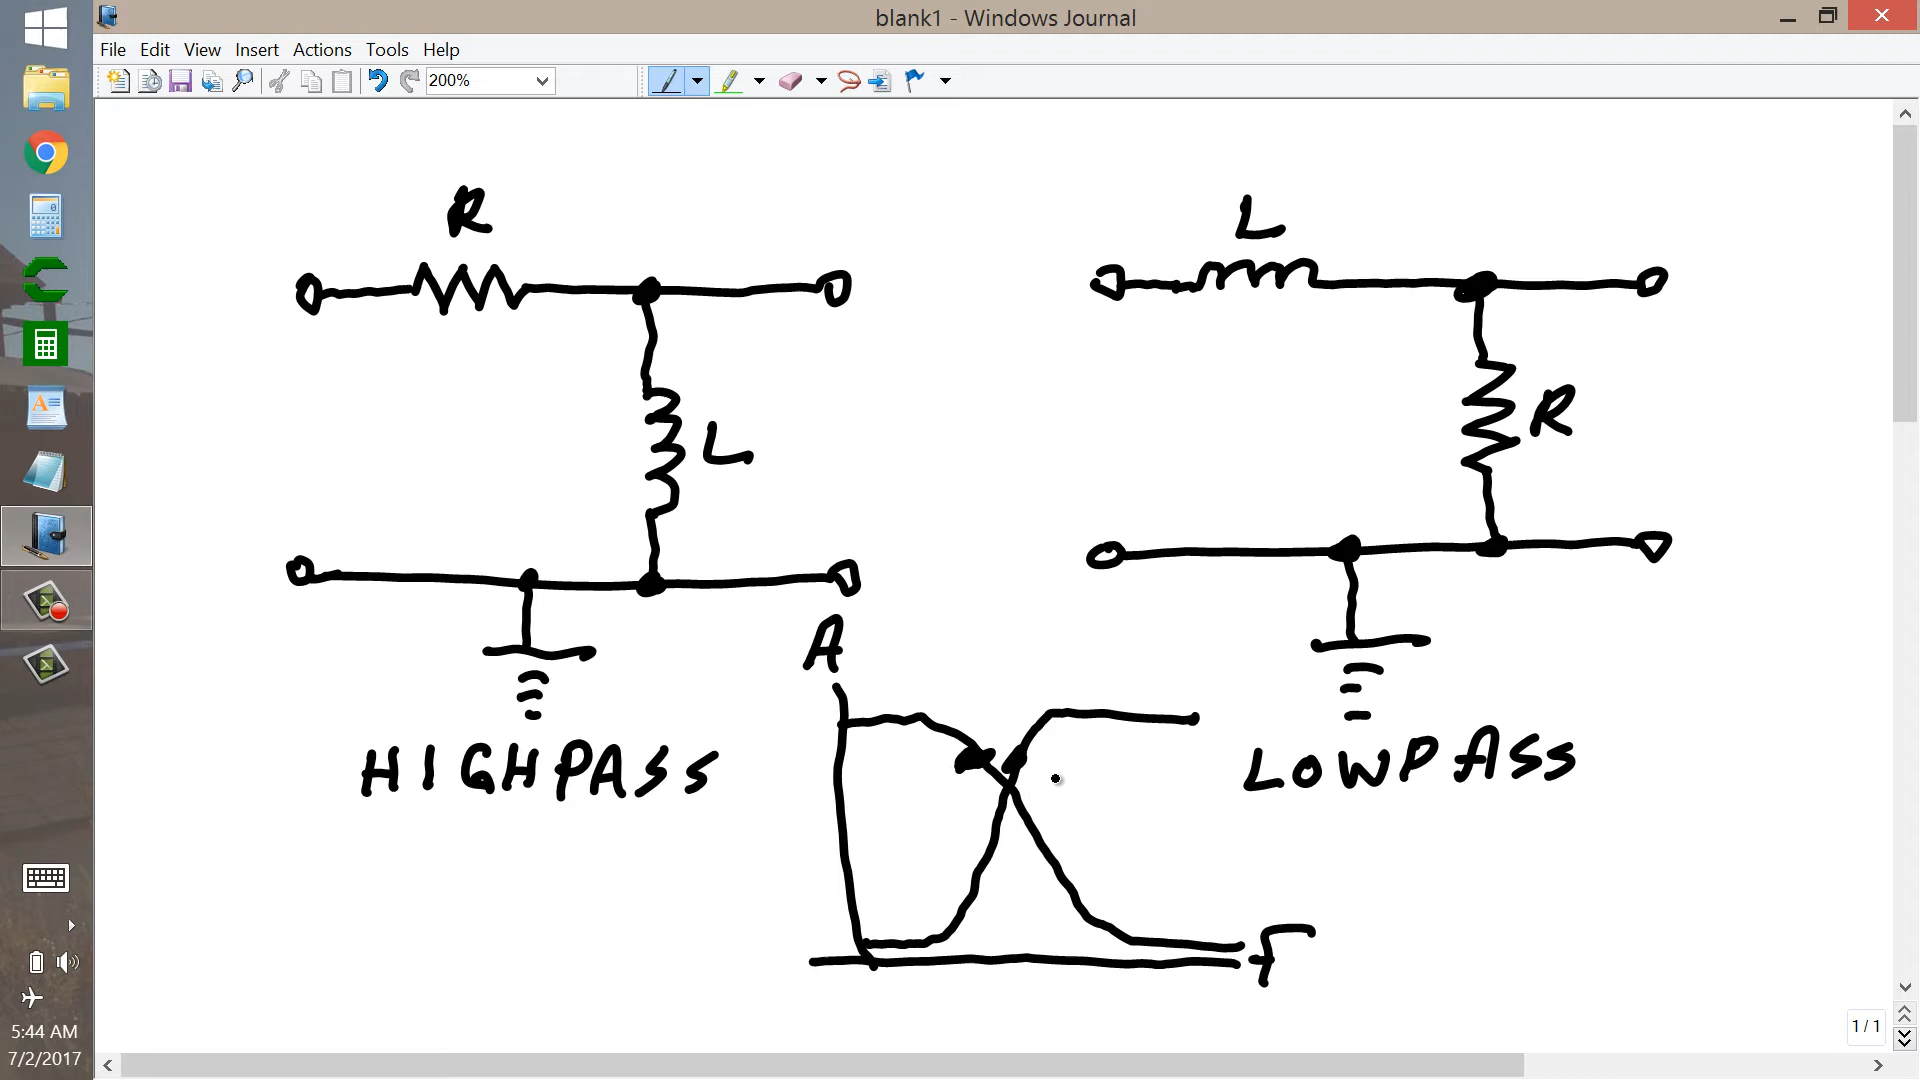 blank1 - Windows Journal
File Edit View Insert Actions Tools Help
200%
R
L
L
R
A
HIGHPASS
LOWPASS
F
1 / 1
5:44 AM
7/2/2017